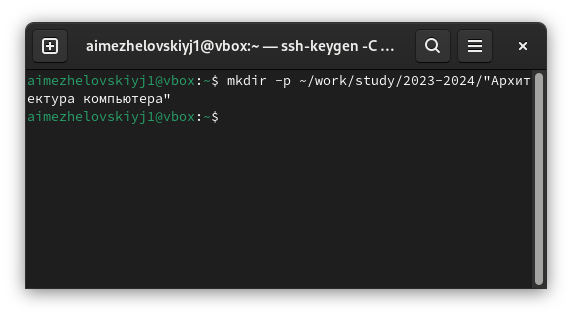 aimezhelovskiyj1@vbox:~ — ssh-keygen -C ...
aimezhelovskiyj1@vbox:~$ mkdir -p ~/work/study/2023-2024/"Архит
ектура компьютера"
aimezhelovskiyj1@vbox:~$